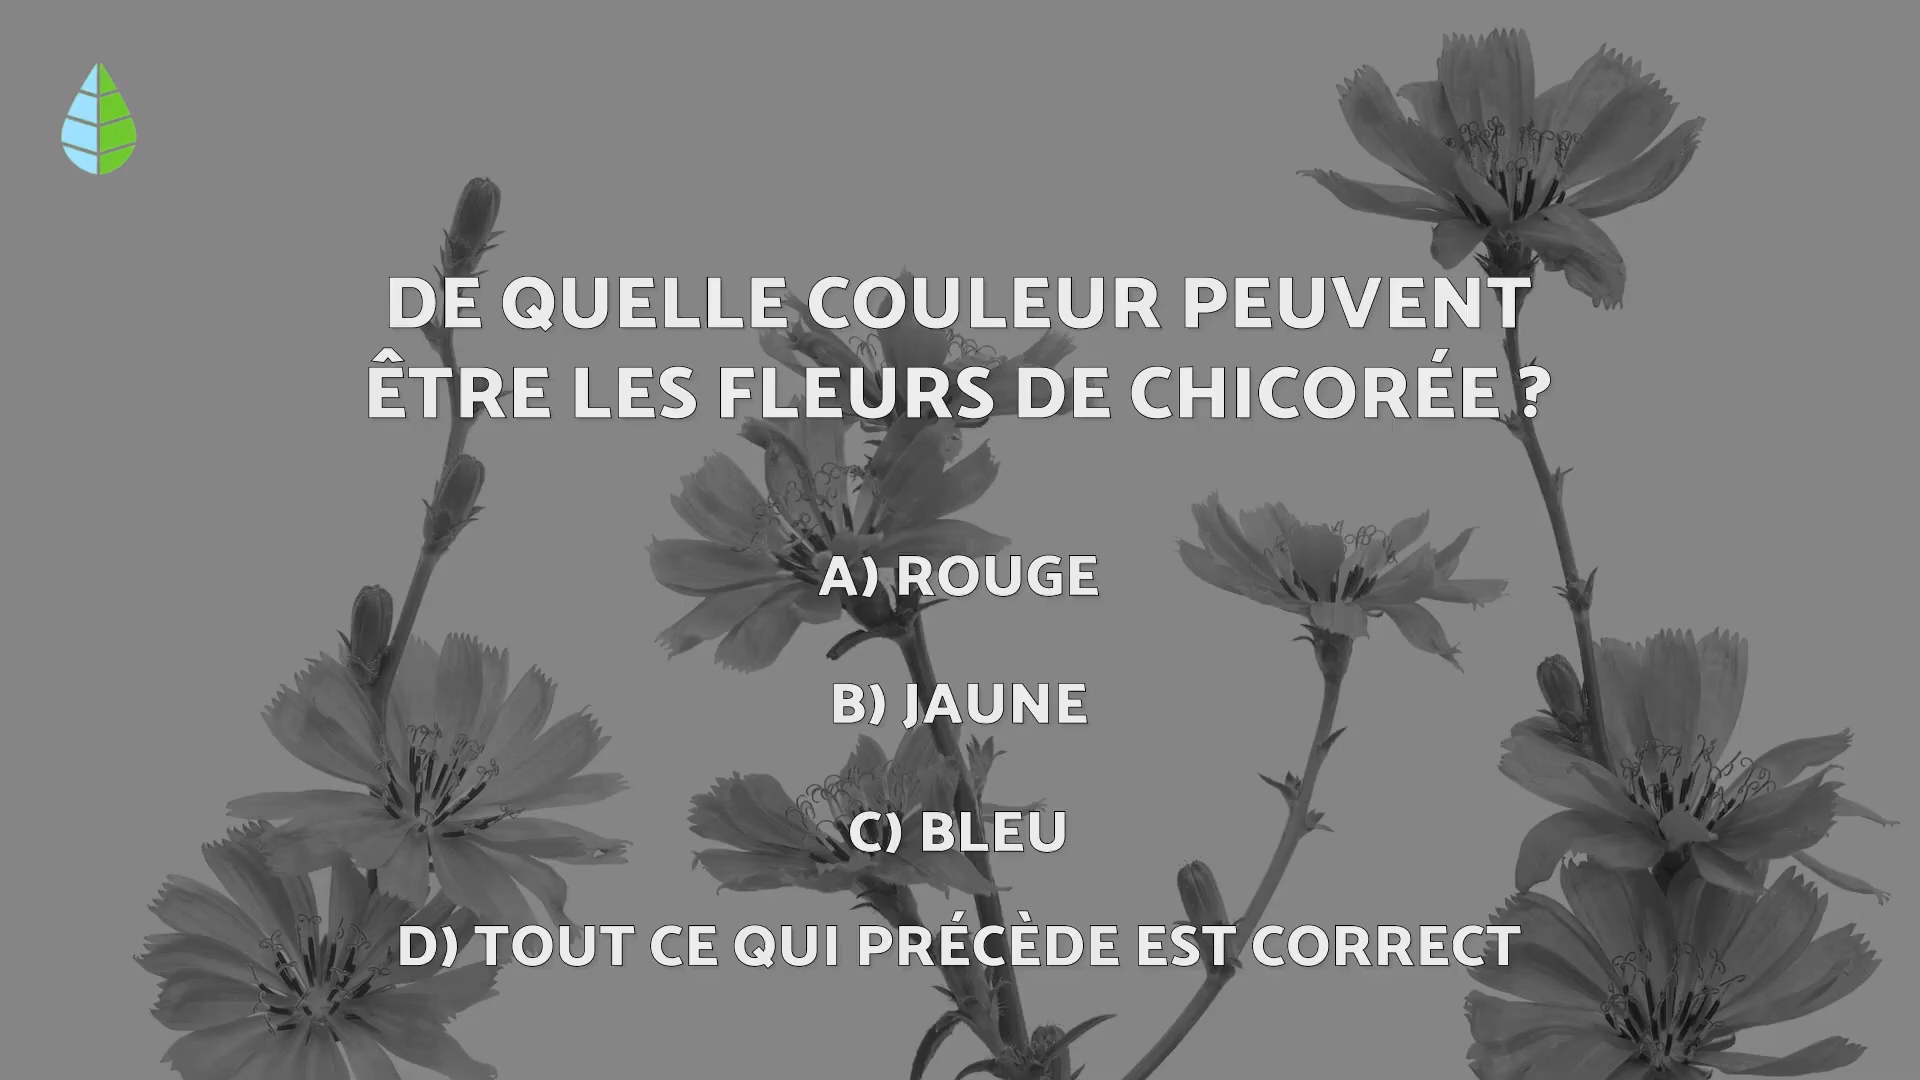 DE QUELLE COULEUR PEUVENT
ÊTRE LES FLEURS DE CHICORÉE ?
A) ROUGE
B) JAUNE
C) BLEU
D) TOUT CE QUI PRÉCÈDE EST CORRECT